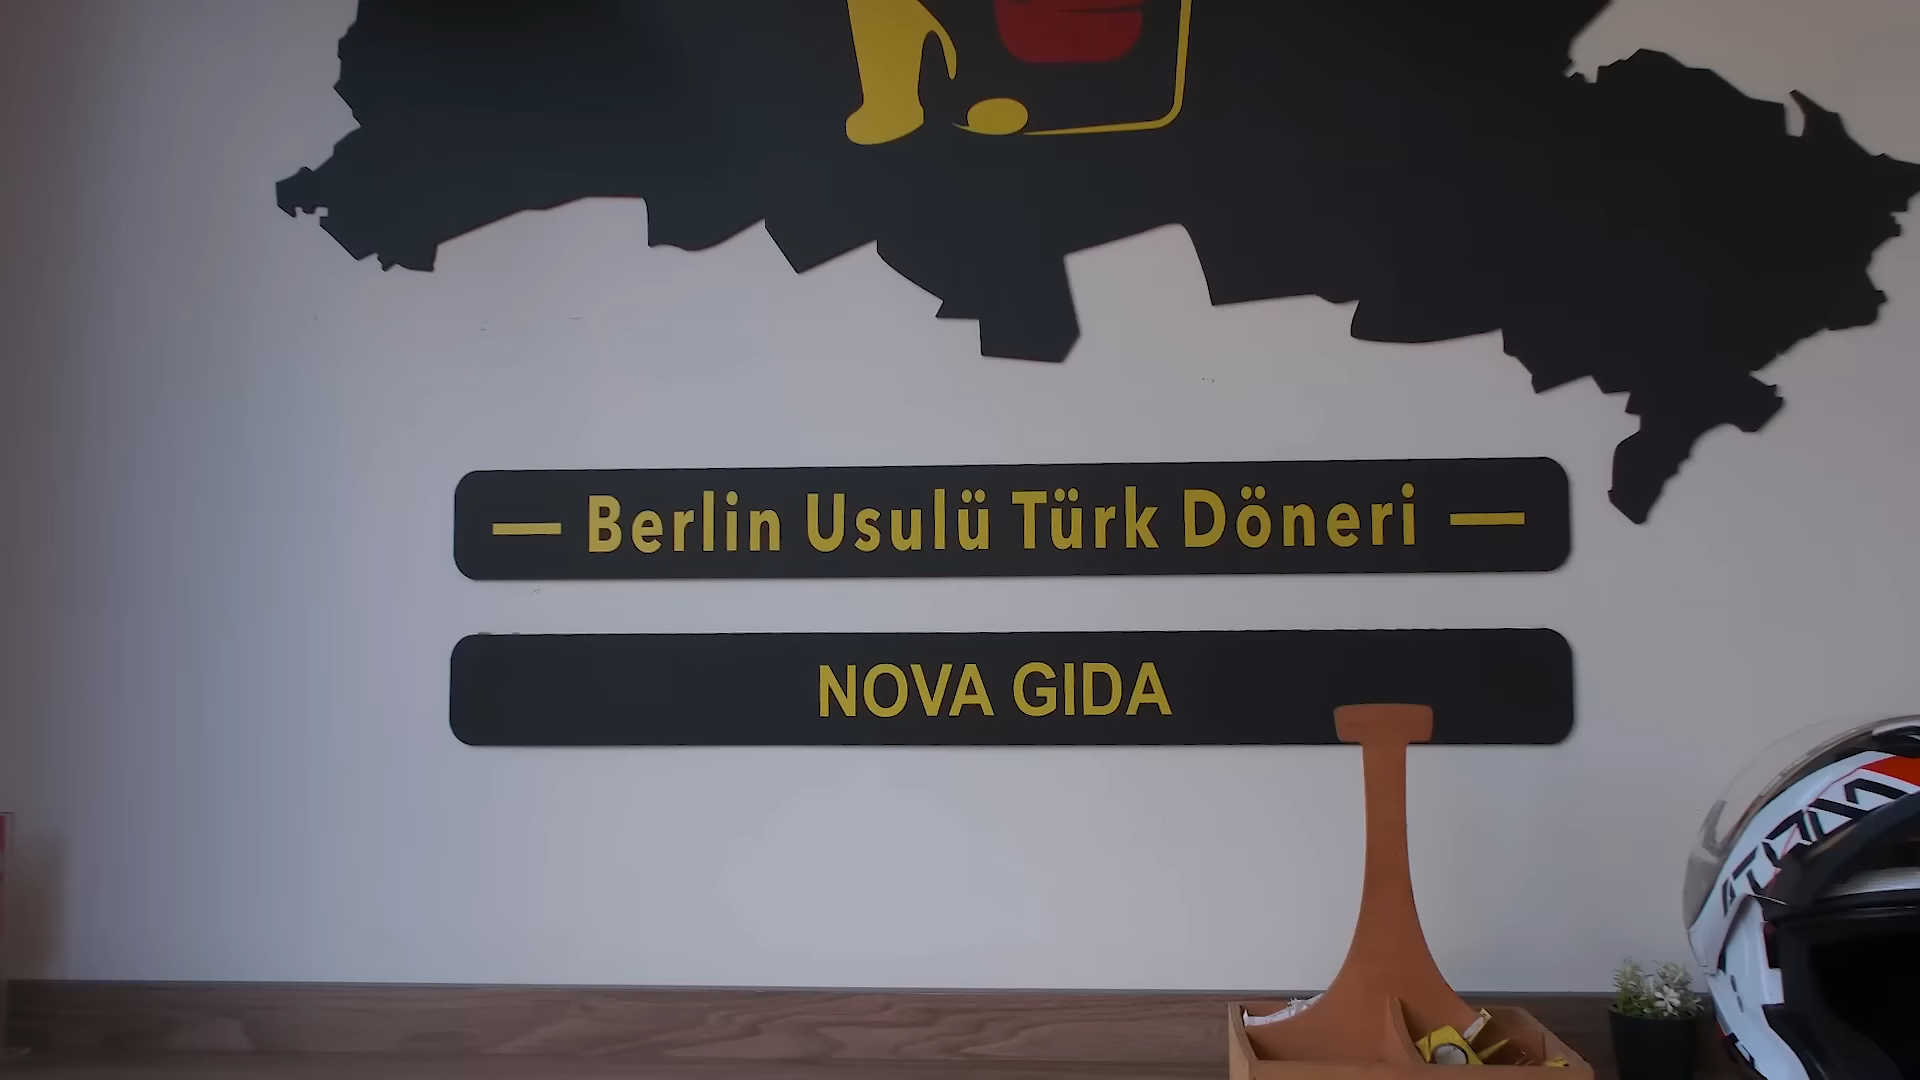 — Berlin Usulü Türk Döneri —
NOVA GIDA